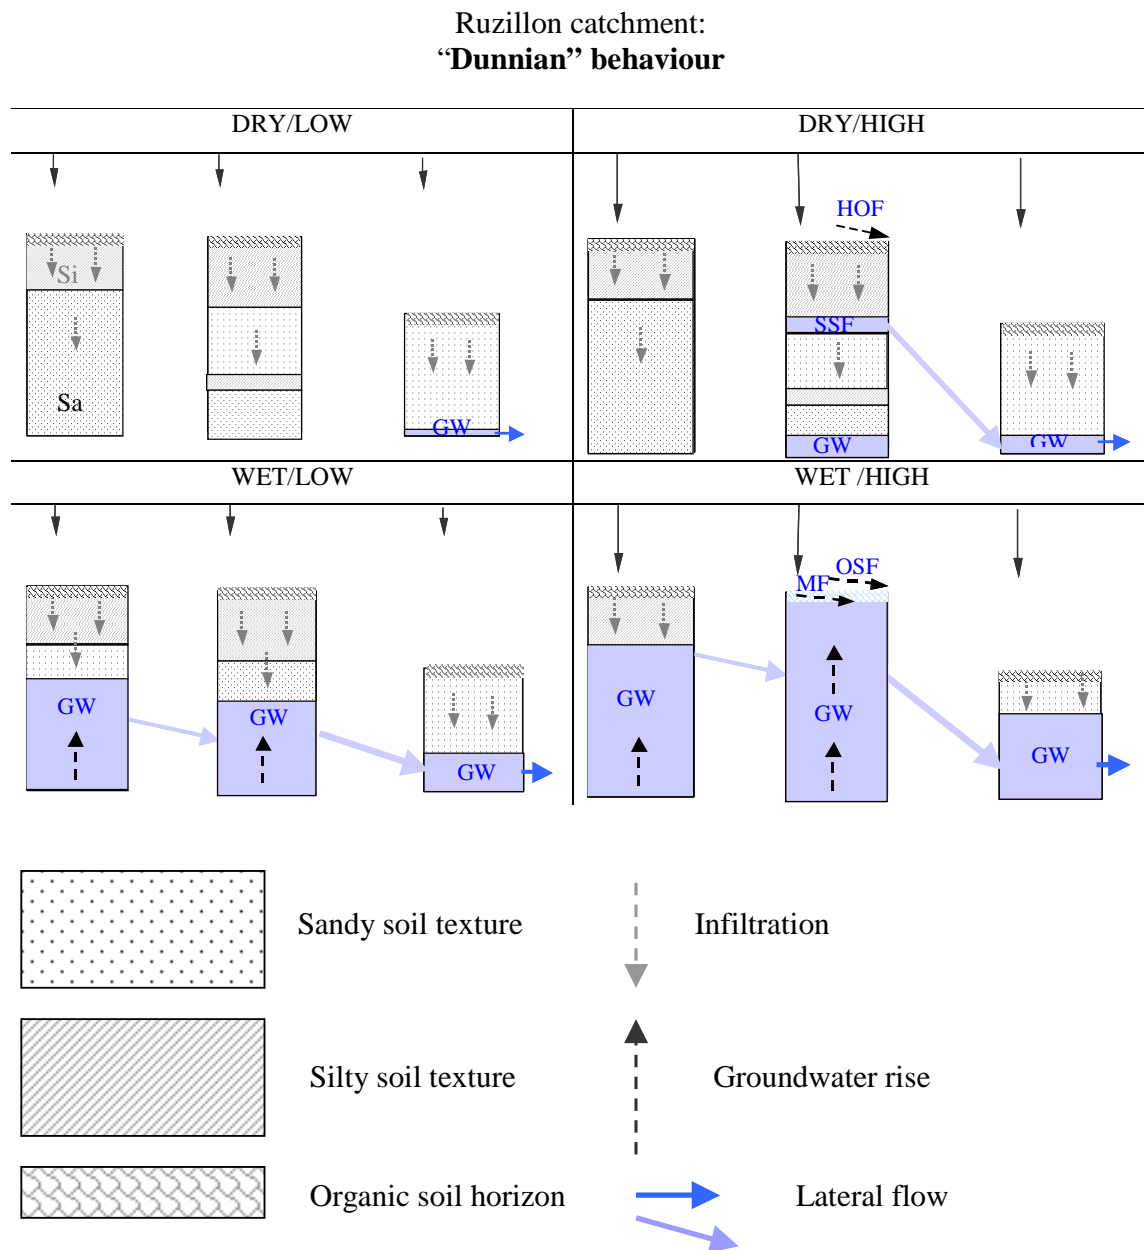 Ruzillon catchment:
“Dunnian” behaviour
DRY/LOW
DRY/HIGH
HOF
Si
SSF
Sa
GW
GW
GW
WET/LOW
WET /HIGH
OSF
MF
GW
GW
GW
GW
GW
GW
Sandy soil texture
Infiltration
Silty soil texture
Groundwater rise
Organic soil horizon
Lateral flow